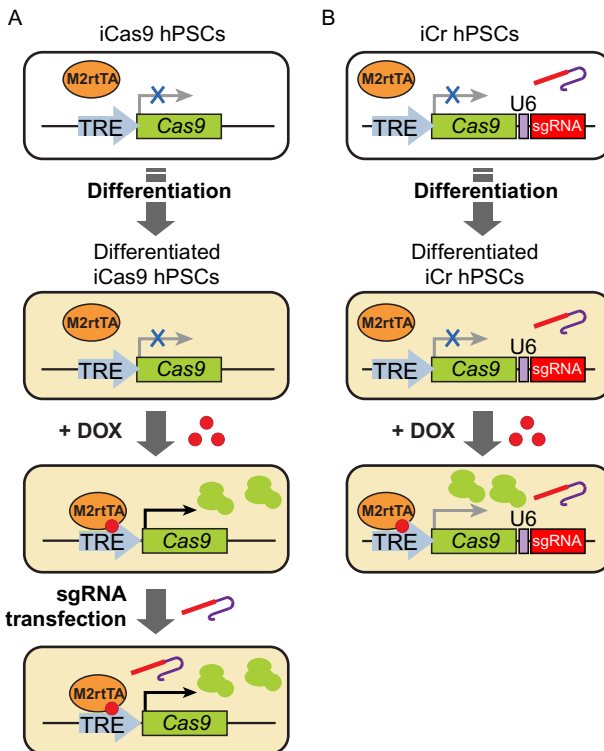 A
iCas9 hPSCs
M2rtTA
TRE
Cas9
Differentiation
Differentiated
iCas9 hPSCs
M2rtTA
TRE
Cas9
+ DOX
M2rtTA
TRE
Cas9
sgRNA
transfection
M2rtTA
TRE
Cas9
B
iCr hPSCs
M2rtTA
U6
TRE
Cas9
sgRNA
Differentiation
Differentiated
iCr hPSCs
M2rtTA
U6
TRE
Cas9
sgRNA
+ DOX
M2rtTA
U6
TRE
Cas9
sgRNA